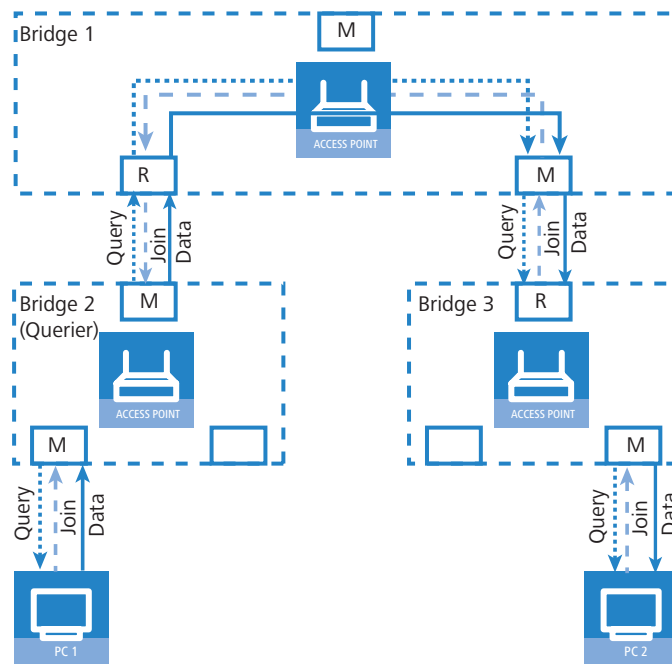 Bridge 1
M
ACCESS POINT
R
M
Query
Join
Data
Query
Join
Data
Bridge 2
(Querier)
M
Bridge 3
R
ACCESS POINT
ACCESS POINT
M
M
Query
Join
Data
Query
Join
Data
PC 1
PC 2